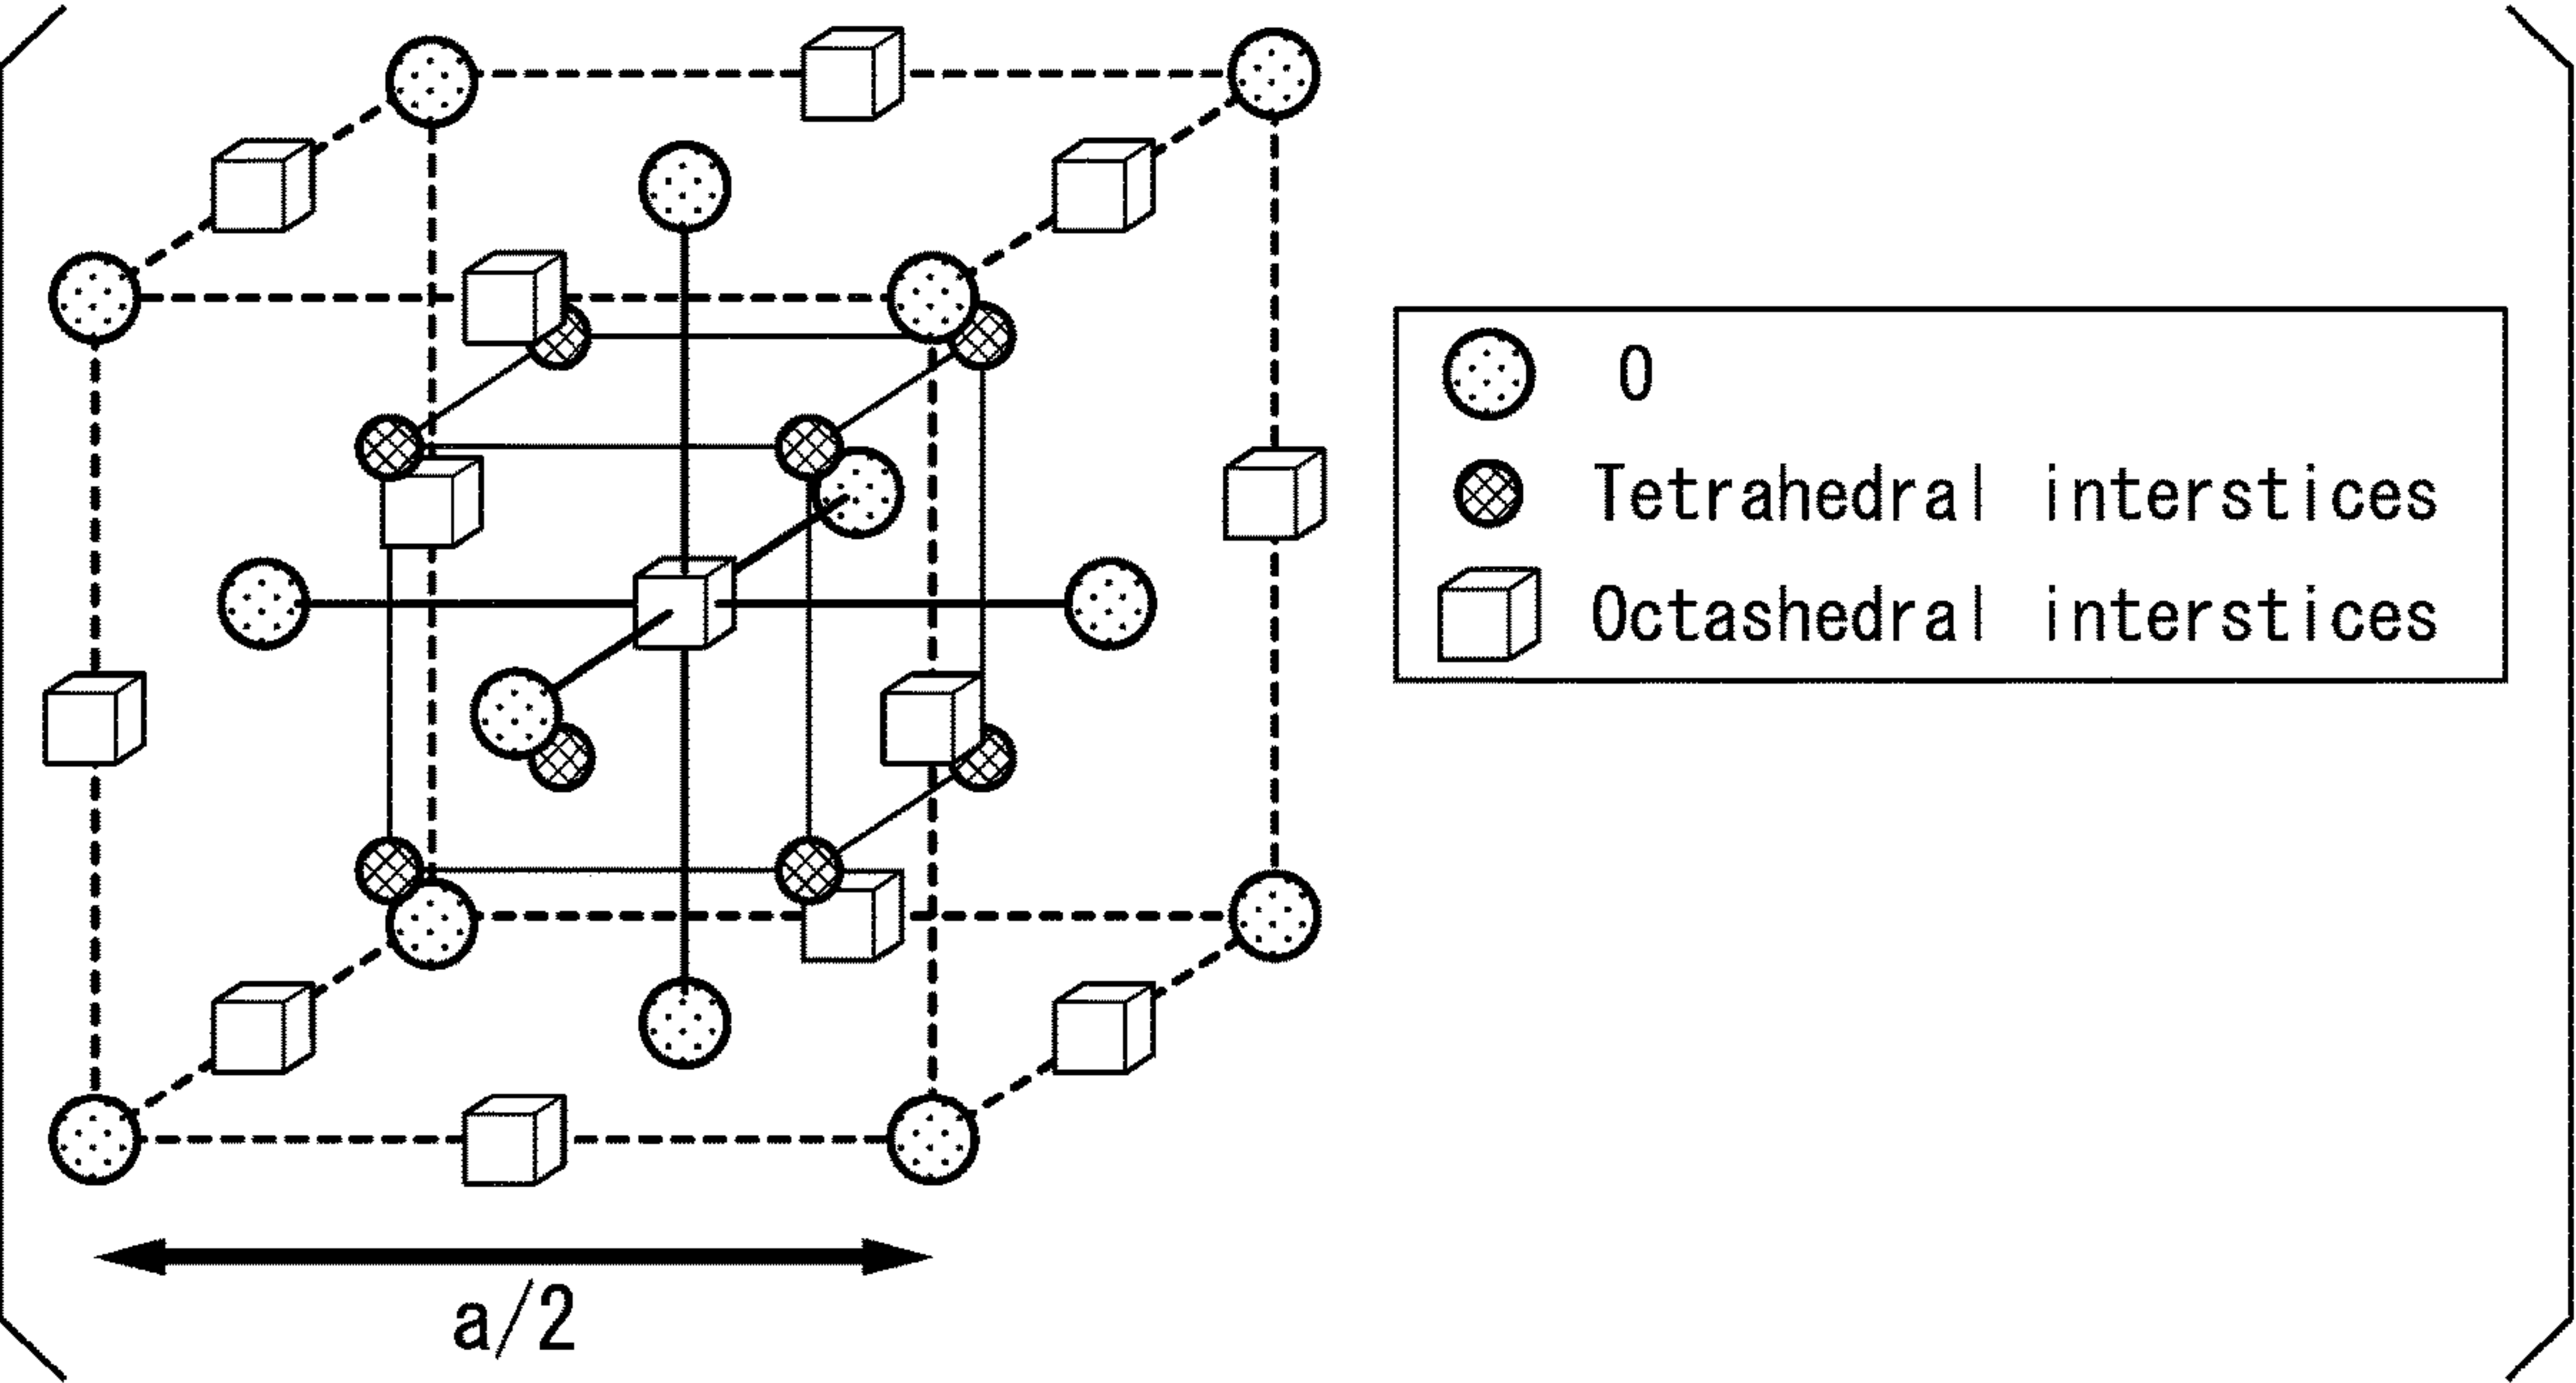 O
Tetrahedral interstices
Octashedral interstices
a/2